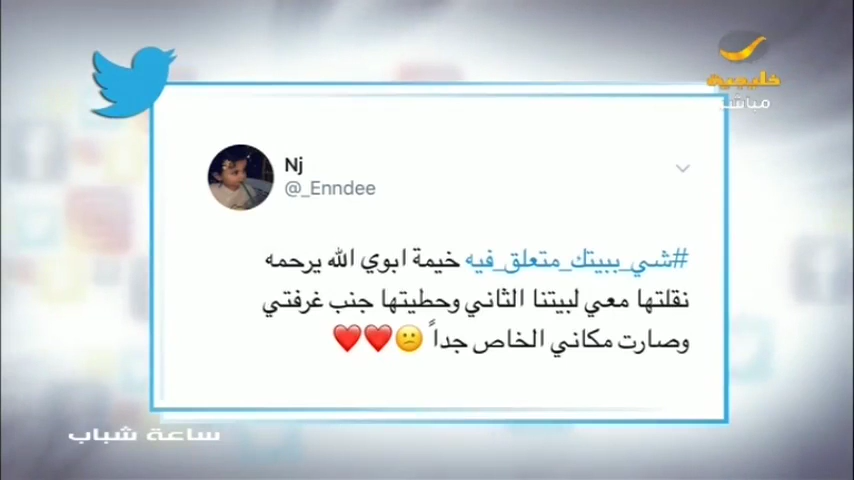 خليجية
مباشر
Nj
@_Enndee
#شي_ببيتك_متعلق_فيه خيمة ابوي الله يرحمه
نقلتها معي لبيتنا الثاني وحطيتها جنب غرفتي
وصارت مكاني الخاص جداً 😕❤️❤️
ساعة شباب